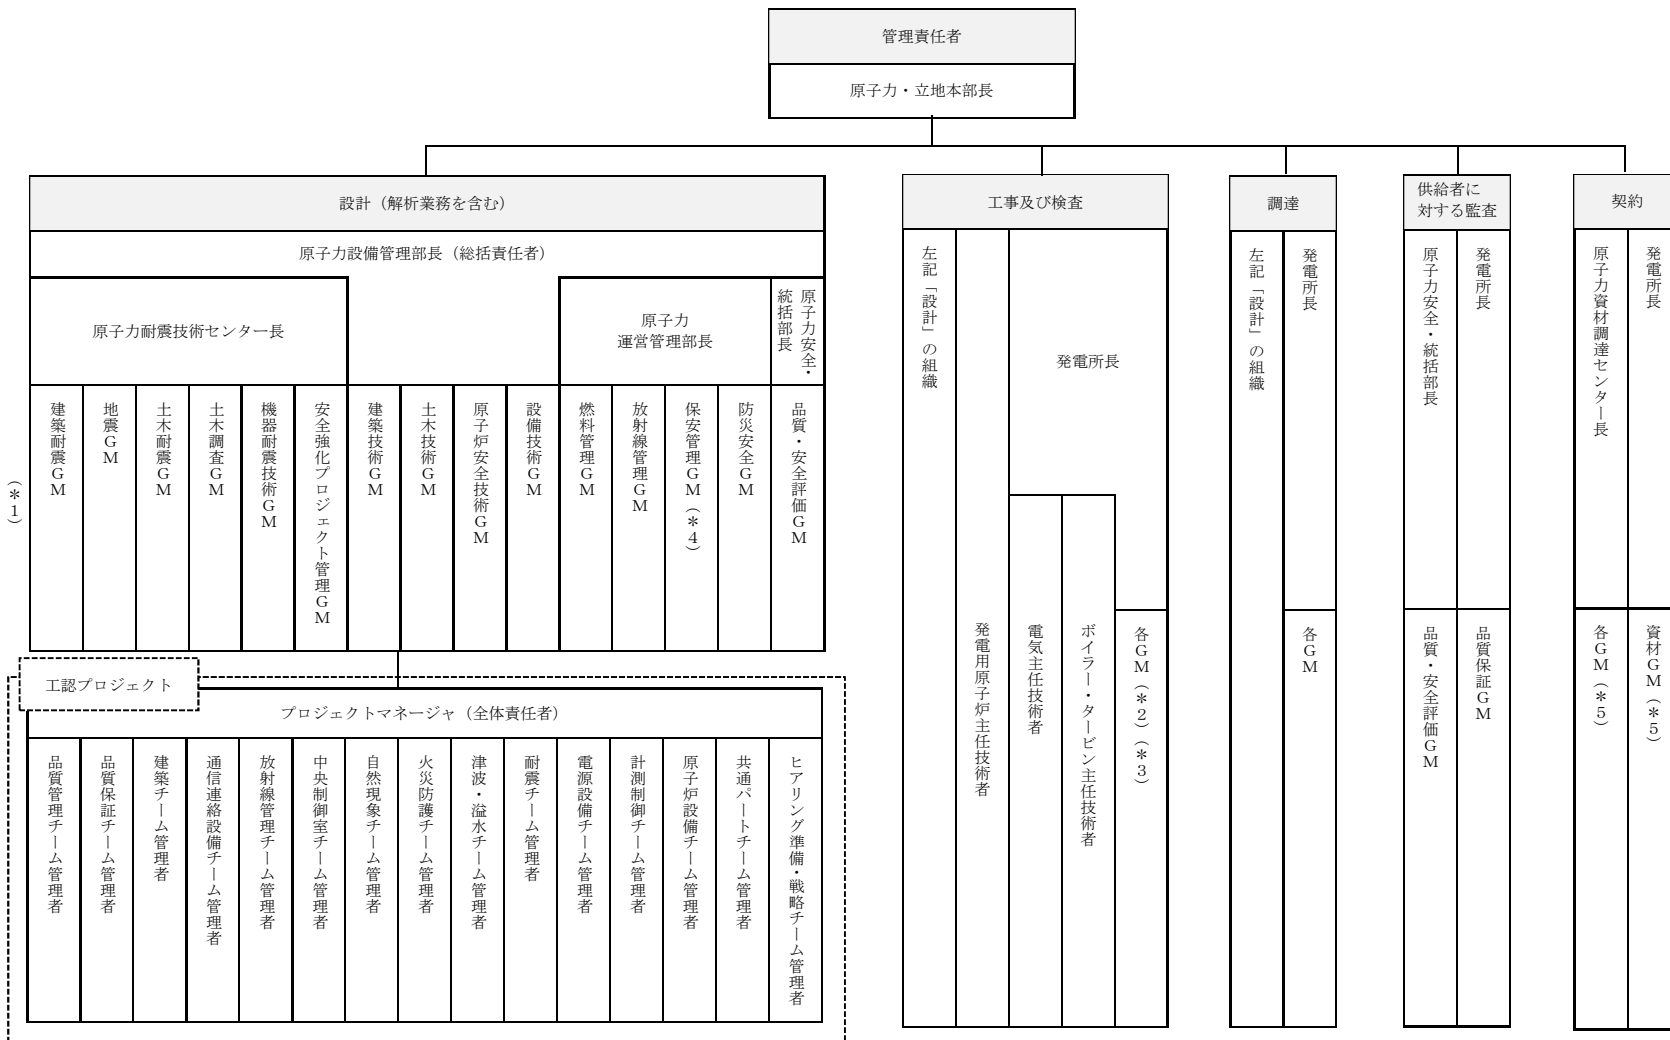 管理責任者
原子力・立地本部長
設計（解析業務を含む）
原子力設備管理部長（総括責任者）
原子力耐震技術センター長
原子力
運営管理部長
原子力安全・
統括部長
建築耐震GM
地震GM
土木耐震GM
土木調査GM
機器耐震技術GM
安全強化プロジェクト管理GM
建築技術GM
土木技術GM
原子炉安全技術GM
設備技術GM
燃料管理GM
放射線管理GM
保安管理GM（＊4）
防災安全GM
品質・安全評価GM
（＊1）
工認プロジェクト
プロジェクトマネージャ（全体責任者）
品質管理チーム管理者
品質保証チーム管理者
建築チーム管理者
通信連絡設備チーム管理者
放射線管理チーム管理者
中央制御室チーム管理者
自然現象チーム管理者
火災防護チーム管理者
津波・溢水チーム管理者
耐震チーム管理者
電源設備チーム管理者
計測制御チーム管理者
原子炉設備チーム管理者
共通パートチーム管理者
ヒアリング準備・戦略チーム管理者
工事及び検査
左記「設計」の組織
発電用原子炉主任技術者
発電所長
電気主任技術者
ボイラー・タービン主任技術者
各GM（＊2）（＊3）
調達
左記「設計」の組織
発電所長
各GM
供給者に
対する監査
原子力安全・統括部長
発電所長
品質・安全評価GM
品質保証GM
契約
原子力資材調達センター長
発電所長
各GM（＊5）
資材GM（＊5）